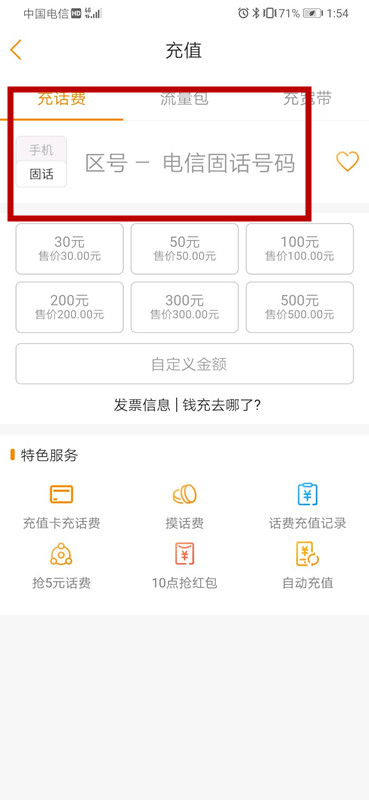 中国电信 HD 71% 1:54
充值
充话费 流量包 充宽带
手机
固话
区号 － 电信固话号码
30元 50元 100元
售价30.00元 售价50.00元 售价100.00元
200元 300元 500元
售价200.00元 售价300.00元 售价500.00元
自定义金额
发票信息 | 钱充去哪了?
特色服务
充值卡充话费 摸话费 话费充值记录
抢5元话费 10点抢红包 自动充值